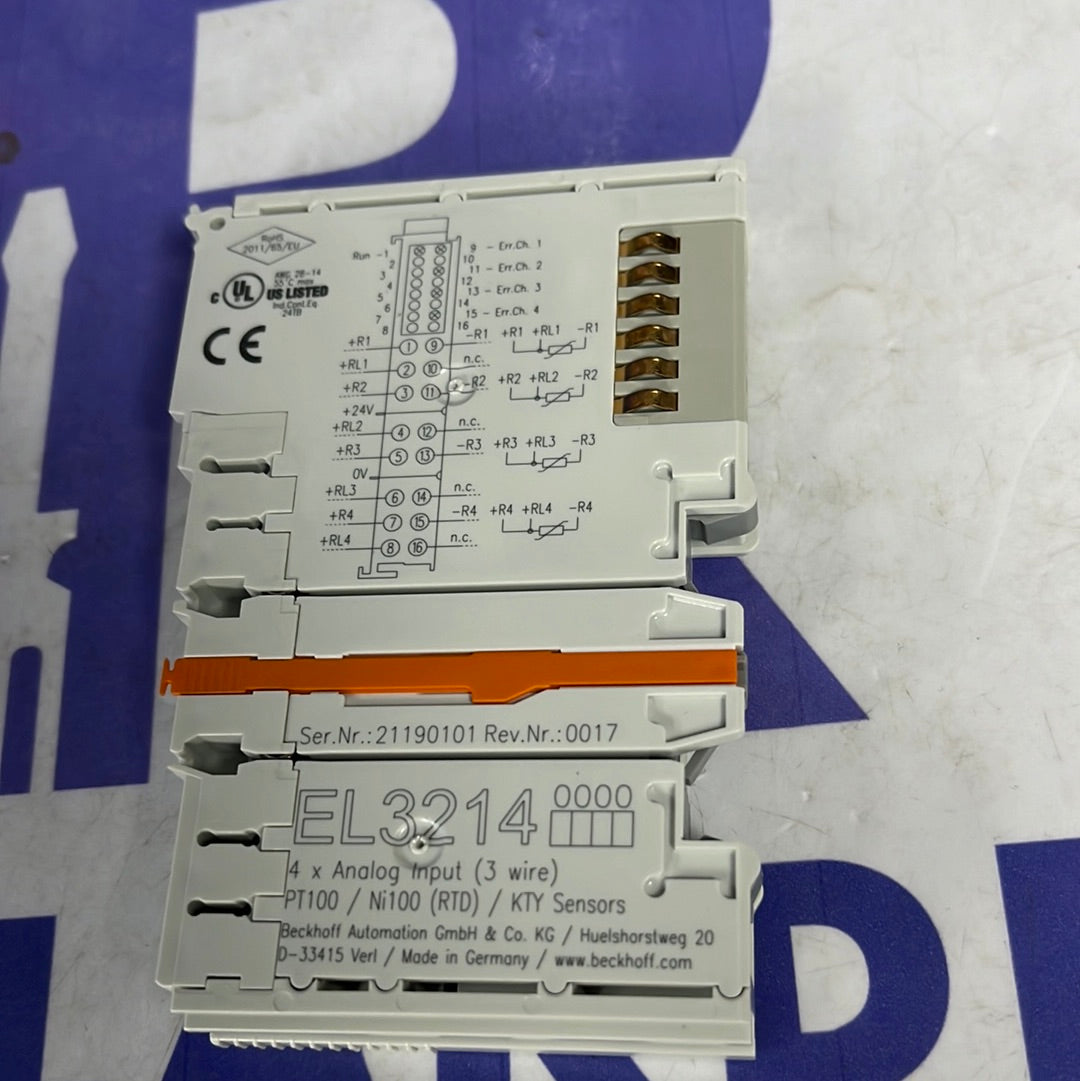 RoHS
2011/65/EU
c UL US LISTED
AWG 28-14
55°C max
Ind.Cont.Eq.
24TB
CE
Run - 1
2
3
4
5
6
7
8
9 - Err.Ch. 1
10
11 - Err.Ch. 2
12
13 - Err.Ch. 3
14
15 - Err.Ch. 4
16
+R1 1 9 -R1
+RL1 2 10 n.c.
+R2 3 11 -R2
+24V
+RL2 4 12 n.c.
+R3 5 13 -R3
0V
+RL3 6 14 n.c.
+R4 7 15 -R4
+RL4 8 16 n.c.
+R1 +RL1 -R1
+R2 +RL2 -R2
+R3 +RL3 -R3
+R4 +RL4 -R4
Ser.Nr.: 21190101 Rev.Nr.: 0017
EL3214 0000
4 x Analog Input (3 wire)
PT100 / Ni100 (RTD) / KTY Sensors
Beckhoff Automation GmbH & Co. KG / Huelshorstweg 20
D-33415 Verl / Made in Germany / www.beckhoff.com